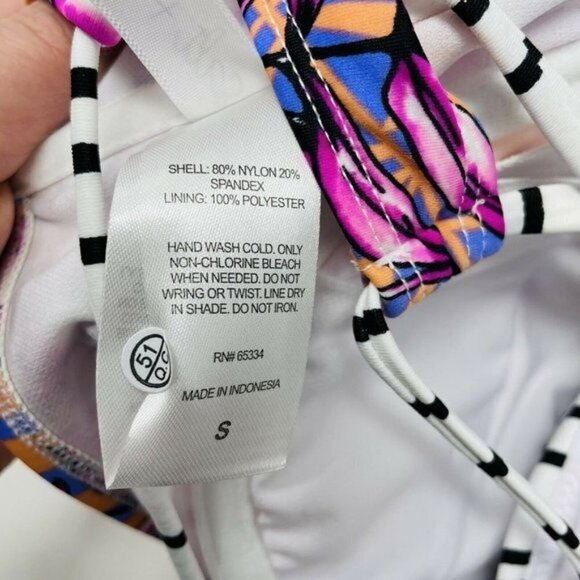 SHELL: 80% NYLON 20%
SPANDEX
LINING: 100% POLYESTER
HAND WASH COLD. ONLY
NON-CHLORINE BLEACH
WHEN NEEDED. DO NOT
WRING OR TWIST. LINE DRY
IN SHADE. DO NOT IRON.
51
Q.C
RN# 65334
MADE IN INDONESIA
S